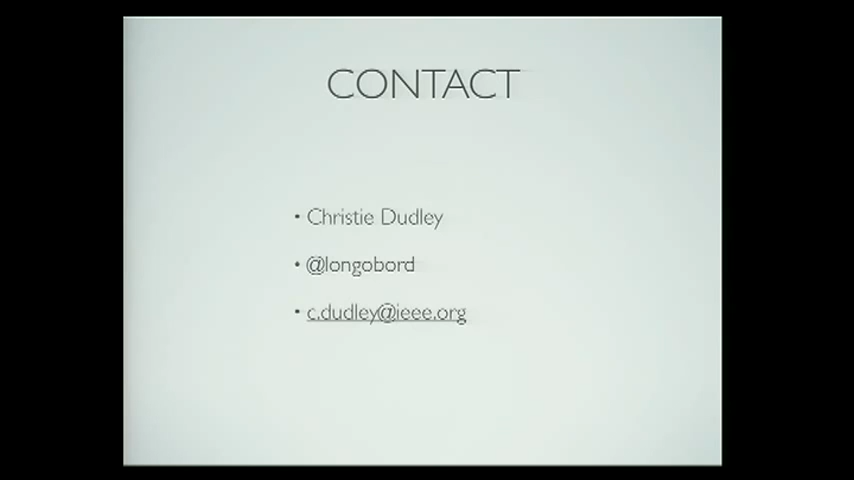 CONTACT
• Christie Dudley
• @longobord
• c.dudley@ieee.org